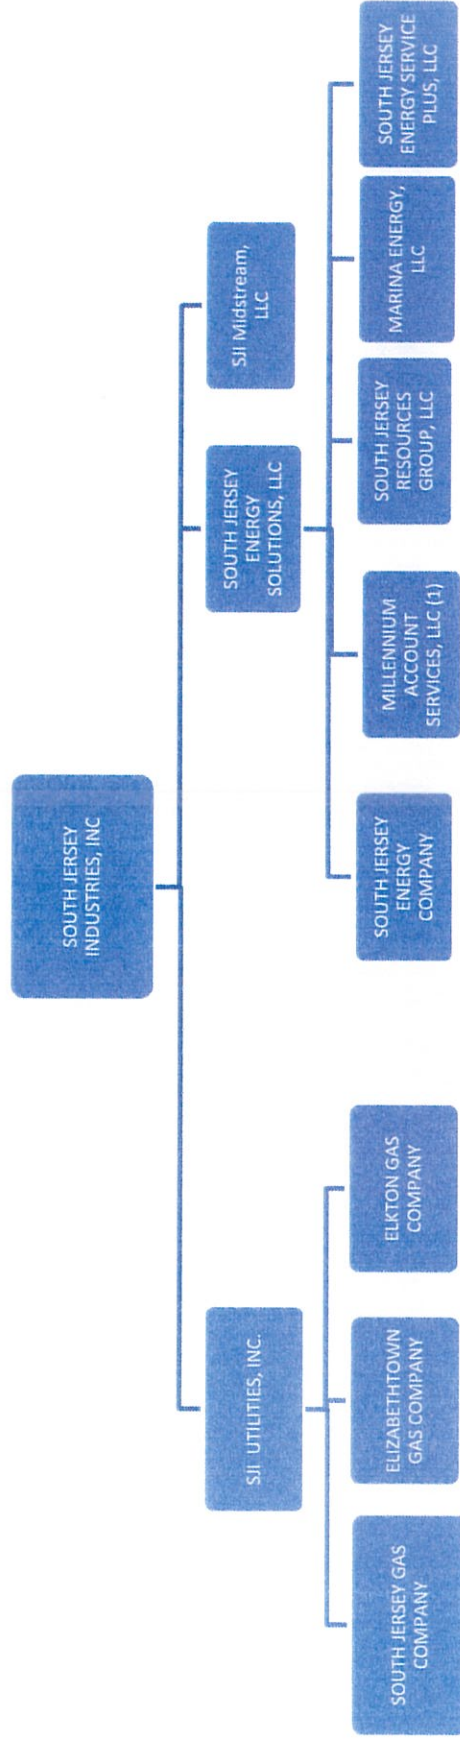 SOUTH JERSEY
INDUSTRIES, INC
SJI UTILITIES, INC.
SOUTH JERSEY
ENERGY
SOLUTIONS, LLC
SJI Midstream,
LLC
SOUTH JERSEY GAS
COMPANY
ELIZABETHTOWN
GAS COMPANY
ELKTON GAS
COMPANY
SOUTH JERSEY
ENERGY
COMPANY
MILLENNIUM
ACCOUNT
SERVICES, LLC (1)
SOUTH JERSEY
RESOURCES
GROUP, LLC
MARINA ENERGY,
LLC
SOUTH JERSEY
ENERGY SERVICE
PLUS, LLC